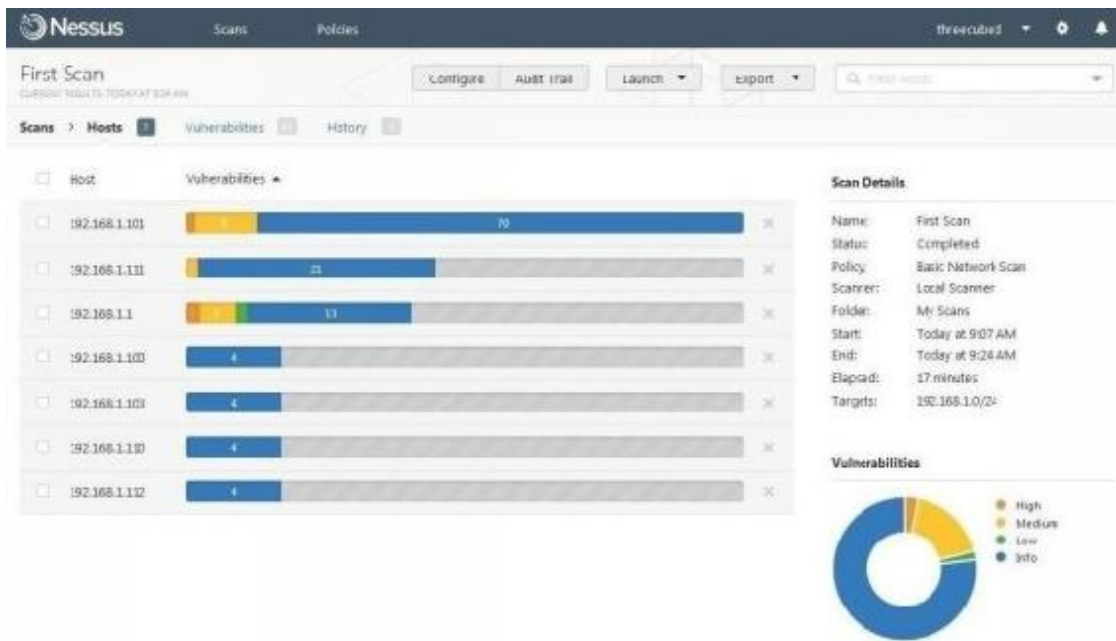 Nessus
Scans
Policies
threecubed
First Scan
Configure
Audit Trail
Launch
Export
CURRENT RESULTS: TODAY AT
Scans > Hosts 7
Vulnerabilities
History
Host
Vulnerabilities
192.168.1.101
70
192.168.1.111
21
192.168.1.1
13
192.168.1.100
4
192.168.1.103
4
192.168.1.110
4
192.168.1.112
4
Scan Details
Name: First Scan
Status: Completed
Policy: Basic Network Scan
Scanner: Local Scanner
Folder: My Scans
Start: Today at 9:07 AM
End: Today at 9:24 AM
Elapsed: 17 minutes
Targets: 192.168.1.0/24
Vulnerabilities
High
Medium
Low
Info